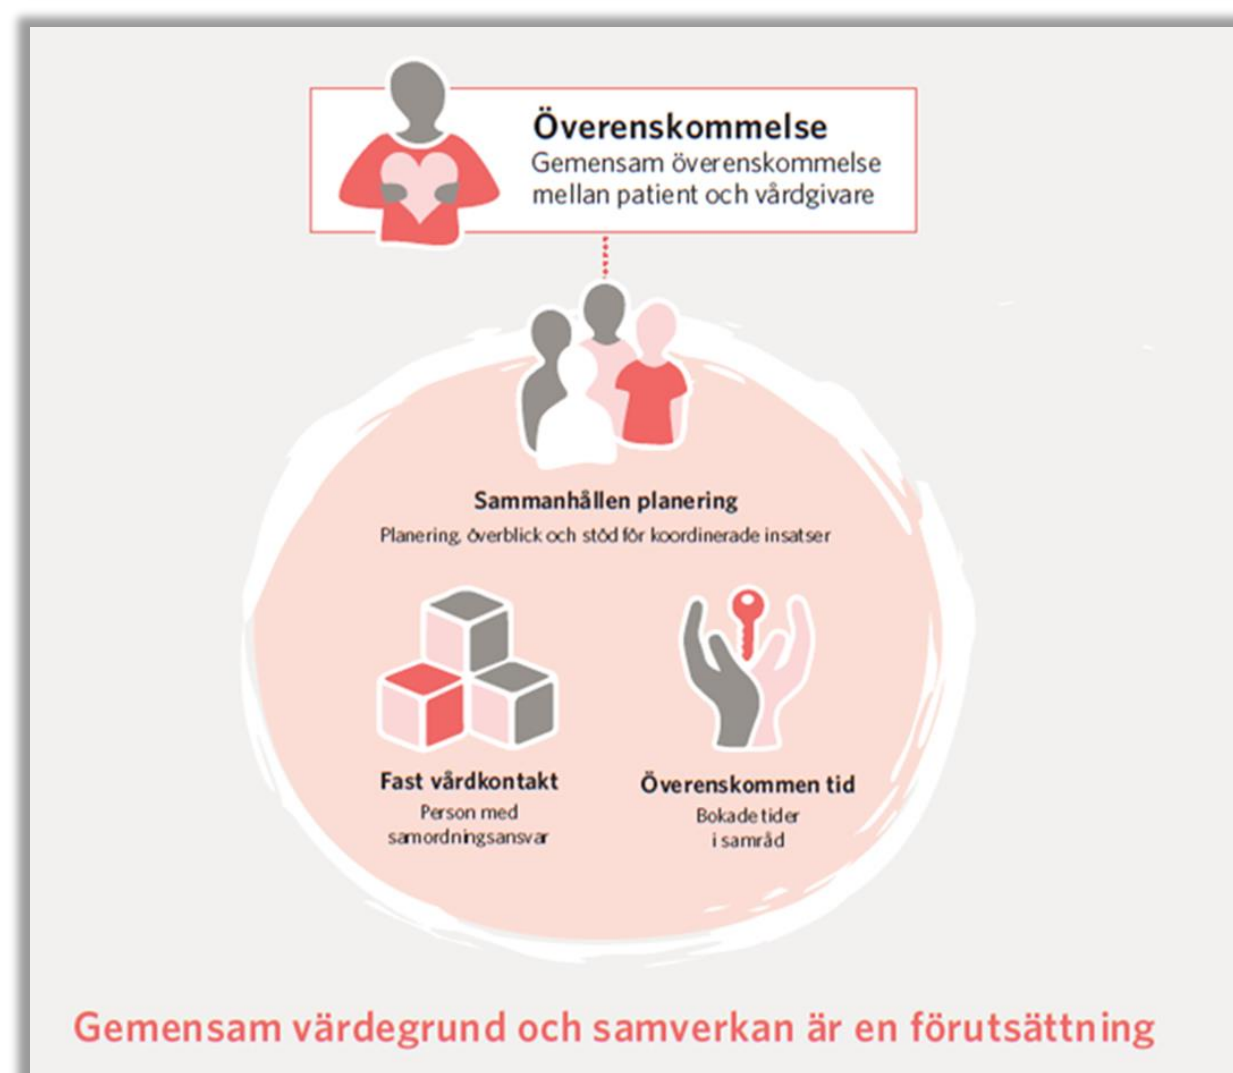 Överenskommelse
Gemensam överenskommelse
mellan patient och vårdgivare
Sammanhållen planering
Planering, överblick och stöd för koordinerade insatser
Fast vårdkontakt
Person med
samordningsansvar
Överenskommen tid
Bokade tider
i samråd
Gemensam värdegrund och samverkan är en förutsättning